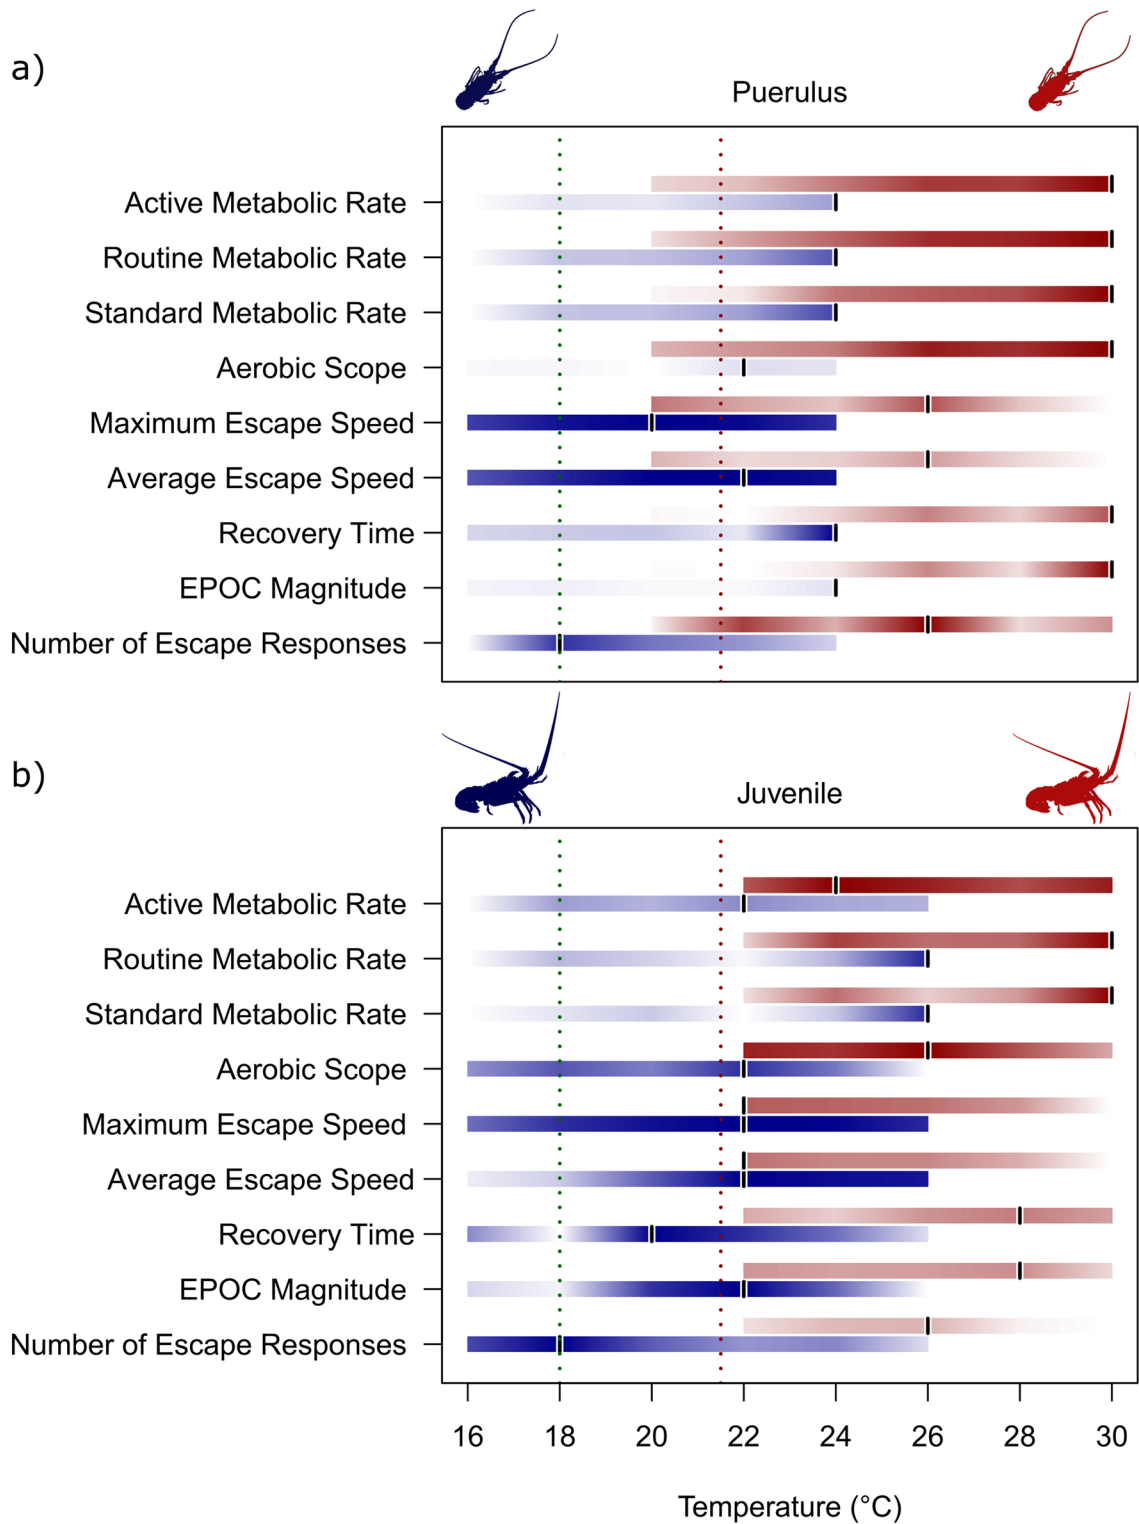 a)
Puerulus
Active Metabolic Rate
Routine Metabolic Rate
Standard Metabolic Rate
Aerobic Scope
Maximum Escape Speed
Average Escape Speed
Recovery Time
EPOC Magnitude
Number of Escape Responses
b)
Juvenile
Active Metabolic Rate
Routine Metabolic Rate
Standard Metabolic Rate
Aerobic Scope
Maximum Escape Speed
Average Escape Speed
Recovery Time
EPOC Magnitude
Number of Escape Responses
16 18 20 22 24 26 28 30
Temperature (°C)